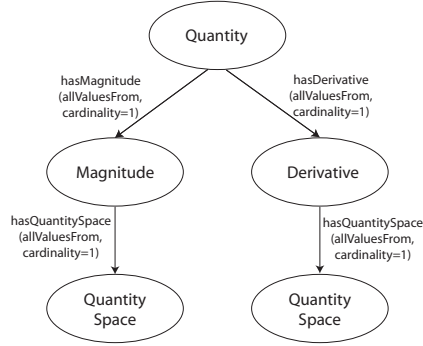 Quantity
hasMagnitude
(allValuesFrom,
cardinality=1)
hasDerivative
(allValuesFrom,
cardinality=1)
Magnitude
Derivative
hasQuantitySpace
(allValuesFrom,
cardinality=1)
hasQuantitySpace
(allValuesFrom,
cardinality=1)
Quantity
Space
Quantity
Space